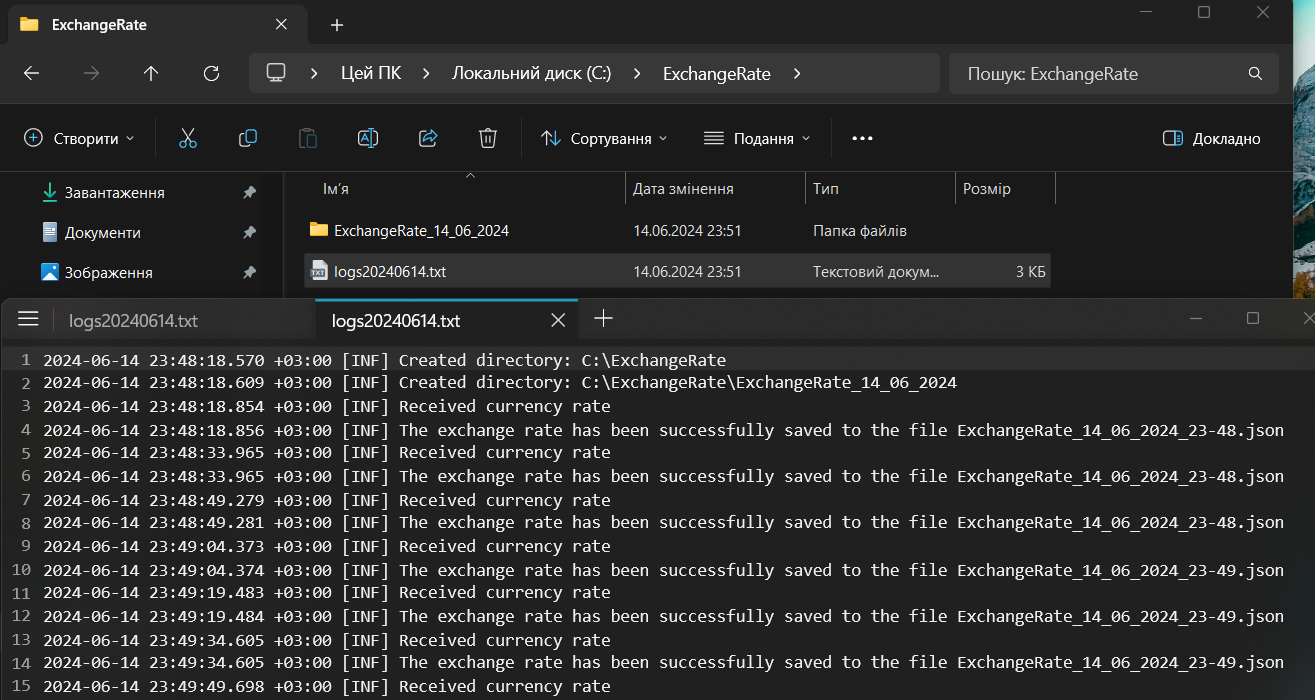 ExchangeRate
Цей ПК > Локальний диск (C:) > ExchangeRate >
Пошук: ExchangeRate
Створити
Сортування
Подання
Докладно
Завантаження
Документи
Зображення
Ім'я Дата змінення Тип Розмір
ExchangeRate_14_06_2024 14.06.2024 23:51 Папка файлів
logs20240614.txt 14.06.2024 23:51 Текстовий докум... 3 КБ
logs20240614.txt
logs20240614.txt
1 2024-06-14 23:48:18.570 +03:00 [INF] Created directory: C:\ExchangeRate
2 2024-06-14 23:48:18.609 +03:00 [INF] Created directory: C:\ExchangeRate\ExchangeRate_14_06_2024
3 2024-06-14 23:48:18.854 +03:00 [INF] Received currency rate
4 2024-06-14 23:48:18.856 +03:00 [INF] The exchange rate has been successfully saved to the file ExchangeRate_14_06_2024_23-48.json
5 2024-06-14 23:48:33.965 +03:00 [INF] Received currency rate
6 2024-06-14 23:48:33.965 +03:00 [INF] The exchange rate has been successfully saved to the file ExchangeRate_14_06_2024_23-48.json
7 2024-06-14 23:48:49.279 +03:00 [INF] Received currency rate
8 2024-06-14 23:48:49.281 +03:00 [INF] The exchange rate has been successfully saved to the file ExchangeRate_14_06_2024_23-48.json
9 2024-06-14 23:49:04.373 +03:00 [INF] Received currency rate
10 2024-06-14 23:49:04.374 +03:00 [INF] The exchange rate has been successfully saved to the file ExchangeRate_14_06_2024_23-49.json
11 2024-06-14 23:49:19.483 +03:00 [INF] Received currency rate
12 2024-06-14 23:49:19.484 +03:00 [INF] The exchange rate has been successfully saved to the file ExchangeRate_14_06_2024_23-49.json
13 2024-06-14 23:49:34.605 +03:00 [INF] Received currency rate
14 2024-06-14 23:49:34.605 +03:00 [INF] The exchange rate has been successfully saved to the file ExchangeRate_14_06_2024_23-49.json
15 2024-06-14 23:49:49.698 +03:00 [INF] Received currency rate